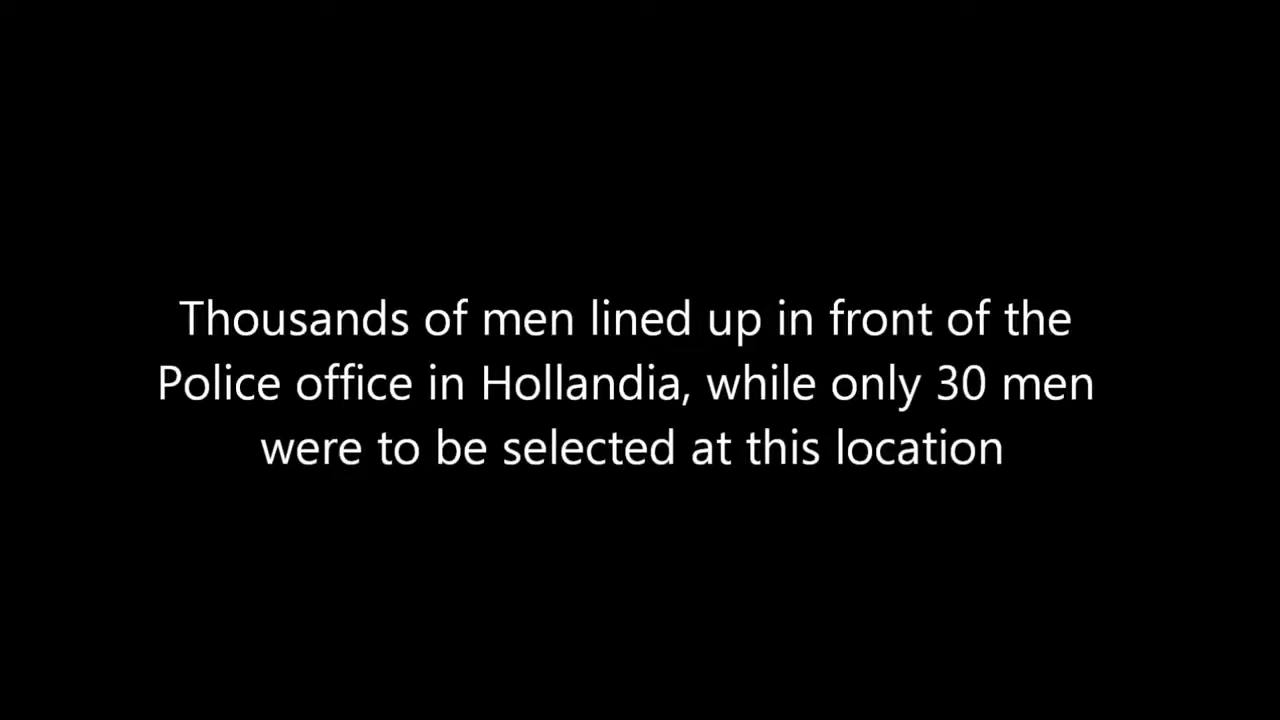 Thousands of men lined up in front of the
Police office in Hollandia, while only 30 men
were to be selected at this location